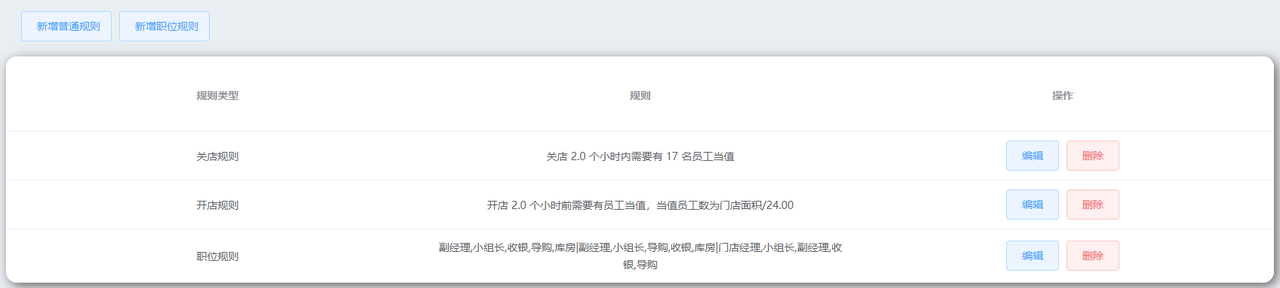 新增普通规则 新增职位规则
规则类型 规则 操作
关店规则 关店 2.0 个小时内需要有 17 名员工当值 编辑 删除
开店规则 开店 2.0 个小时前需要有员工当值，当值员工数为门店面积/24.00 编辑 删除
职位规则 副经理,小组长,收银,导购,库房|副经理,小组长,导购,收银,库房|门店经理,小组长,副经理,收 编辑 删除
银,导购